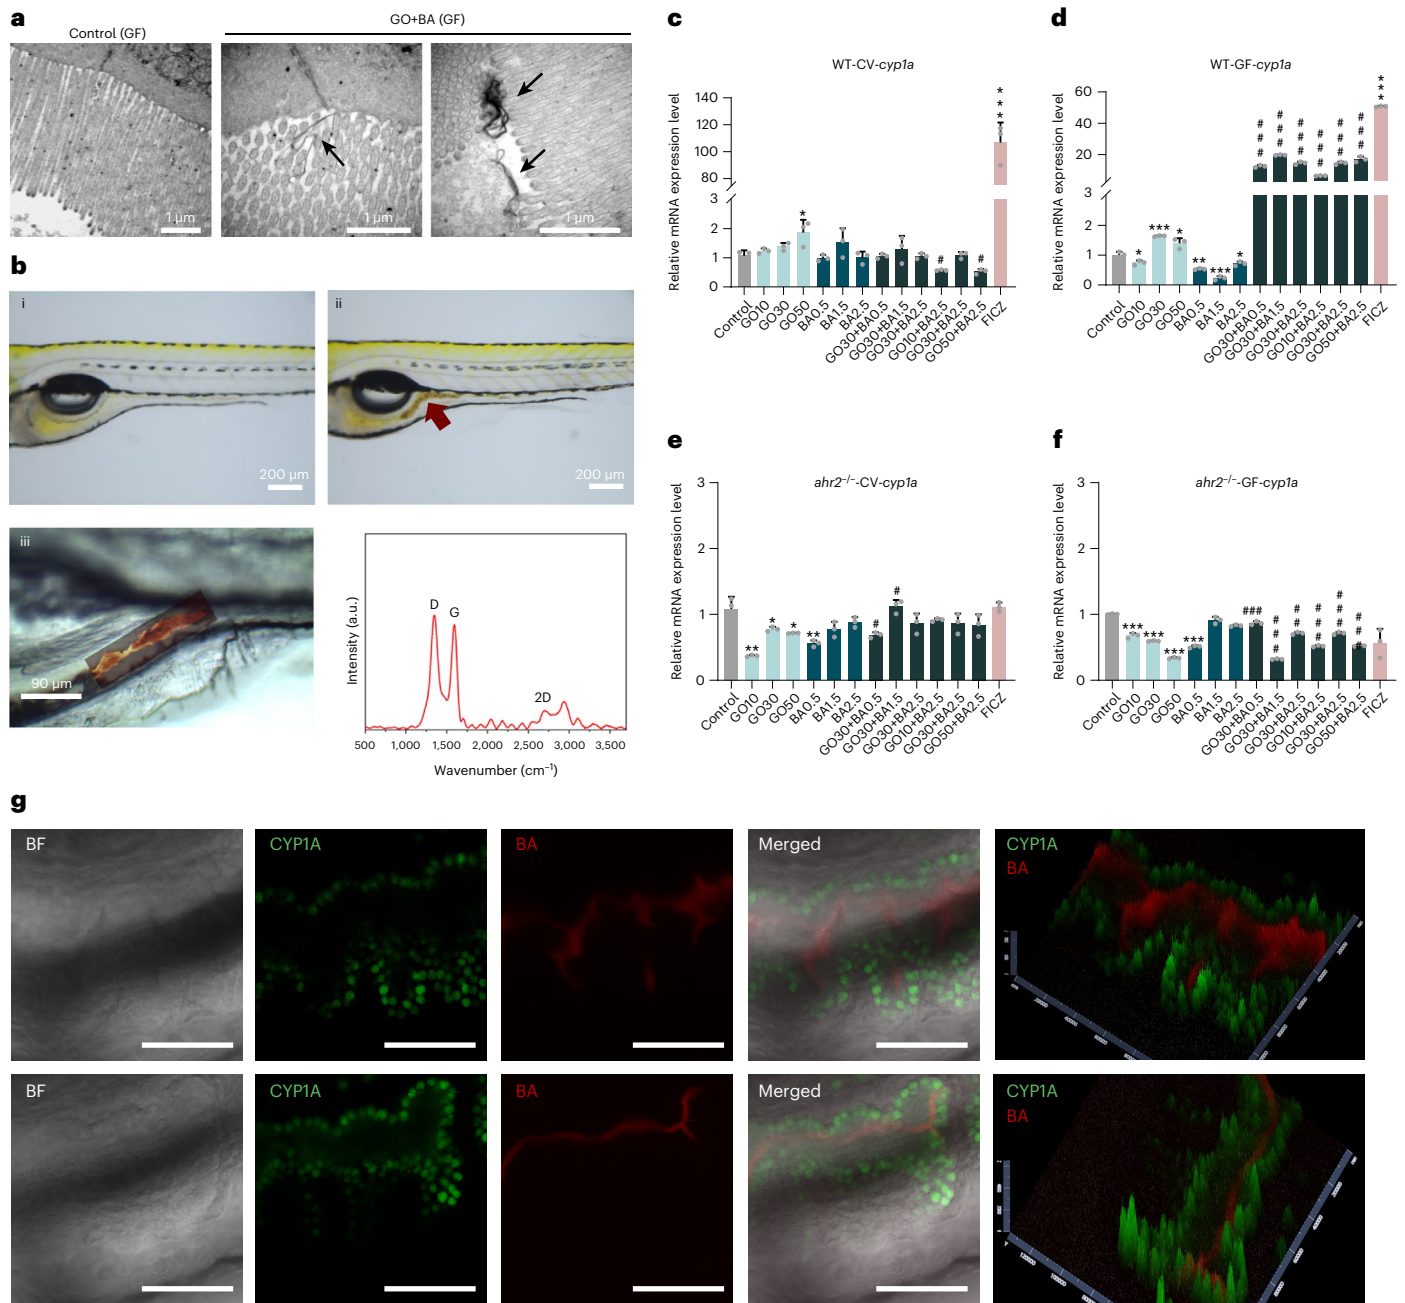 a
Control (GF)
GO+BA (GF)
1 µm
1 µm
1 µm
b
i
ii
200 µm
200 µm
iii
90 µm
Intensity (a.u.)
D
G
2D
500 1,000 1,500 2,000 2,500 3,000 3,500
Wavenumber (cm⁻¹)
c
WT-CV-cyp1a
Relative mRNA expression level
140
120
100
80
3
2
1
0
*
#
#
* * *
Control
GO10
GO30
GO50
BA0.5
BA1.5
BA2.5
GO30+BA0.5
GO30+BA1.5
GO30+BA2.5
GO10+BA2.5
GO30+BA2.5
GO50+BA2.5
FICZ
d
WT-GF-cyp1a
Relative mRNA expression level
60
40
20
3
2
1
0
*
***
*
**
***
*
###
###
###
###
###
###
***
Control
GO10
GO30
GO50
BA0.5
BA1.5
BA2.5
GO30+BA0.5
GO30+BA1.5
GO30+BA2.5
GO10+BA2.5
GO30+BA2.5
GO50+BA2.5
FICZ
e
ahr2⁻/⁻-CV-cyp1a
Relative mRNA expression level
3
2
1
0
**
*
*
**
#
#
Control
GO10
GO30
GO50
BA0.5
BA1.5
BA2.5
GO30+BA0.5
GO30+BA1.5
GO30+BA2.5
GO10+BA2.5
GO30+BA2.5
GO50+BA2.5
FICZ
f
ahr2⁻/⁻-GF-cyp1a
Relative mRNA expression level
3
2
1
0
***
***
***
***
###
###
##
###
###
###
Control
GO10
GO30
GO50
BA0.5
BA1.5
BA2.5
GO30+BA0.5
GO30+BA1.5
GO30+BA2.5
GO10+BA2.5
GO30+BA2.5
GO50+BA2.5
FICZ
g
BF
CYP1A
BA
Merged
CYP1A
BA
BF
CYP1A
BA
Merged
CYP1A
BA